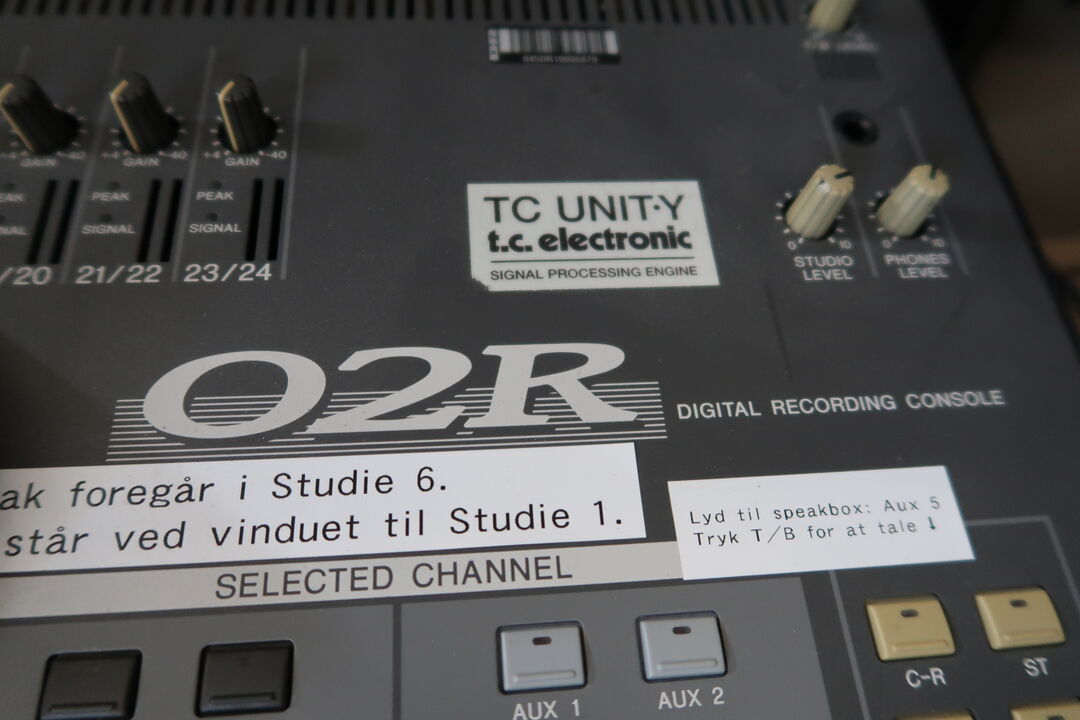 +4 GAIN -40
+4 GAIN -40
+4 GAIN -40
PEAK
PEAK
SIGNAL
SIGNAL
/20
21/22
23/24
TC UNIT·Y
t.c. electronic
SIGNAL PROCESSING ENGINE
0 10
STUDIO
LEVEL
0 10
PHONES
LEVEL
O2R
DIGITAL RECORDING CONSOLE
ak foregår i Studie 6.
står ved vinduet til Studie 1.
Lyd til speakbox: Aux 5
Tryk T/B for at tale ↓
SELECTED CHANNEL
AUX 1
AUX 2
C-R
ST